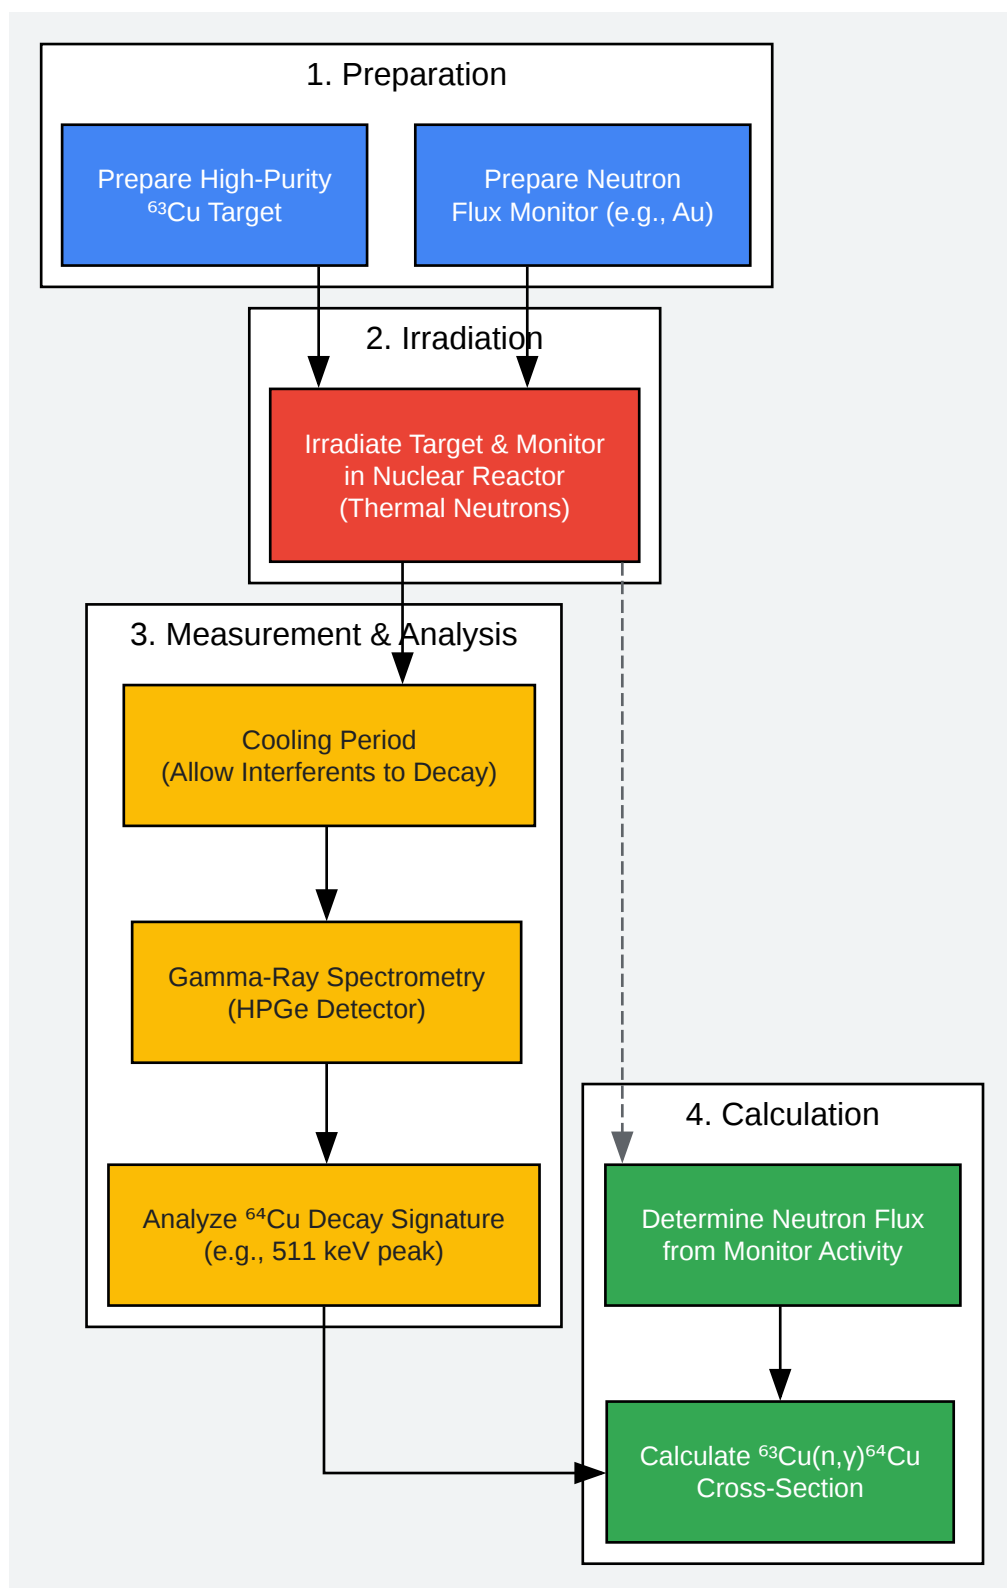 1. Preparation
Prepare High-Purity
⁶³Cu Target
Prepare Neutron
Flux Monitor (e.g., Au)
2. Irradiation
Irradiate Target & Monitor
in Nuclear Reactor
(Thermal Neutrons)
3. Measurement & Analysis
Cooling Period
(Allow Interferents to Decay)
Gamma-Ray Spectrometry
(HPGe Detector)
Analyze ⁶⁴Cu Decay Signature
(e.g., 511 keV peak)
4. Calculation
Determine Neutron Flux
from Monitor Activity
Calculate ⁶³Cu(n,γ)⁶⁴Cu
Cross-Section